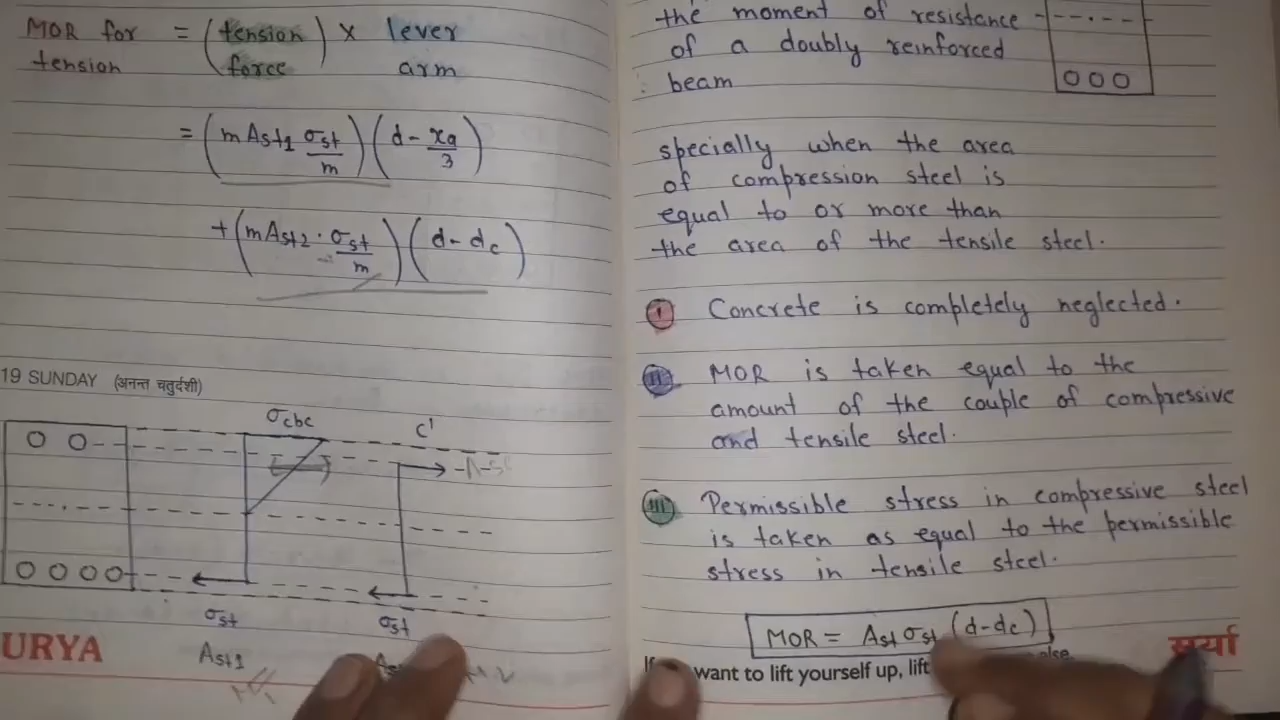 MOR for = (tension force) × lever arm
tension
= (mAst1 σst/m) (d - xa/3)
+ (mAst2 · σst/m) (d - dc)
19 SUNDAY (अनन्त चतुर्दशी)
σcbc
c'
σst
σst
Ast1
URYA
the moment of resistance
of a doubly reinforced
beam
specially when the area
of compression steel is
equal to or more than
the area of the tensile steel.
I Concrete is completely neglected.
II MOR is taken equal to the
amount of the couple of compressive
and tensile steel.
III Permissible stress in compressive steel
is taken as equal to the permissible
stress in tensile steel.
MOR = Ast σst (d-dc)
want to lift yourself up, lift else.
सूर्या